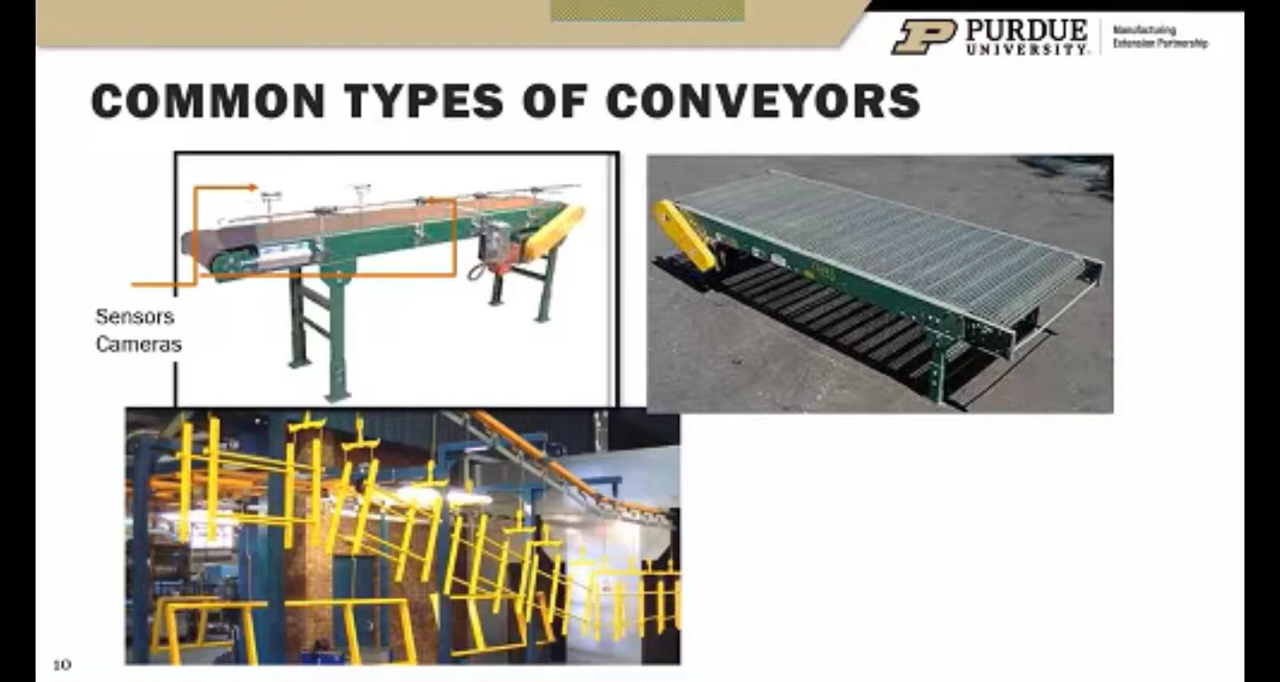 PURDUE
UNIVERSITY
Manufacturing
Extension Partnership
COMMON TYPES OF CONVEYORS
Sensors
Cameras
10